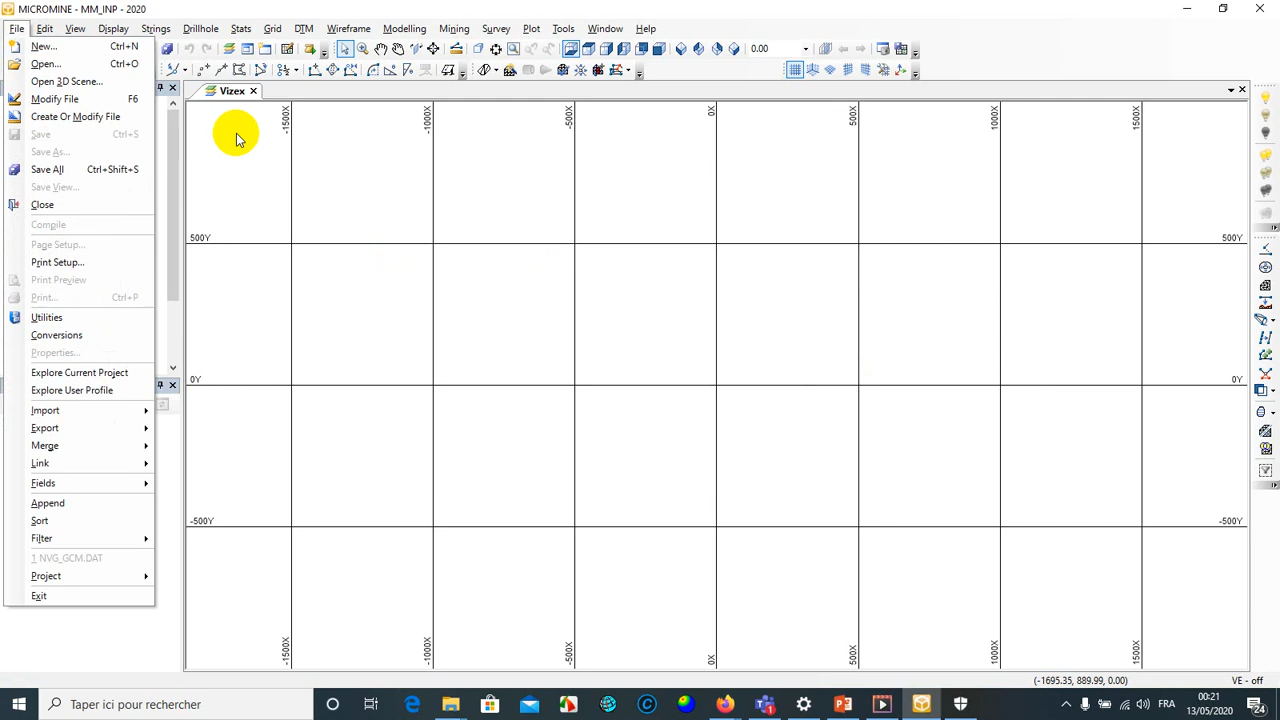 MICROMINE - MM_INP - 2020
File Edit View Display Strings Drillhole Stats Grid DTM Wireframe Modelling Mining Survey Plot Tools Window Help
New... Ctrl+N
Open... Ctrl+O
Open 3D Scene...
Modify File F6
Create Or Modify File
Save Ctrl+S
Save As...
Save All Ctrl+Shift+S
Save View...
Close
Compile
Page Setup...
Print Setup...
Print Preview
Print... Ctrl+P
Utilities
Conversions
Properties...
Explore Current Project
Explore User Profile
Import
Export
Merge
Link
Fields
Append
Sort
Filter
1 NVG_GCM.DAT
Project
Exit
0.00
Vizex
-1500X -1000X -500X 0X 500X 1000X 1500X
500Y 500Y
0Y 0Y
-500Y -500Y
-1500X -1000X -500X 0X 500X 1000X 1500X
(-1695.35, 889.99, 0.00) VE - off
Taper ici pour rechercher
FRA
00:21
13/05/2020
24